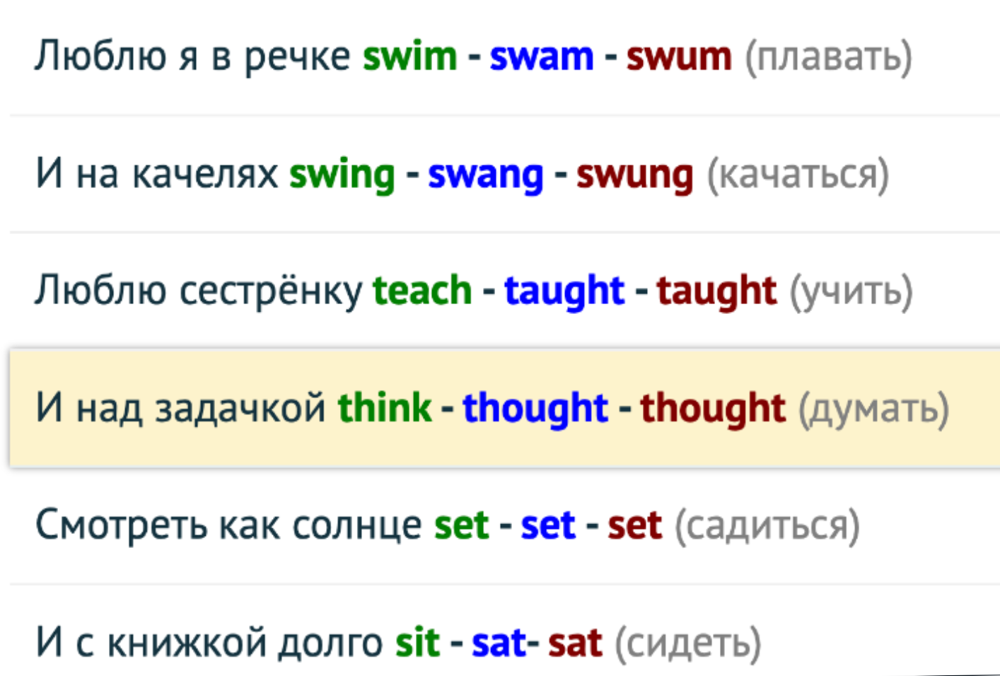 Люблю я в речке swim - swam - swum (плавать)
И на качелях swing - swang - swung (качаться)
Люблю сестрёнку teach - taught - taught (учить)
И над задачкой think - thought - thought (думать)
Смотреть как солнце set - set - set (садиться)
И с книжкой долго sit - sat- sat (сидеть)